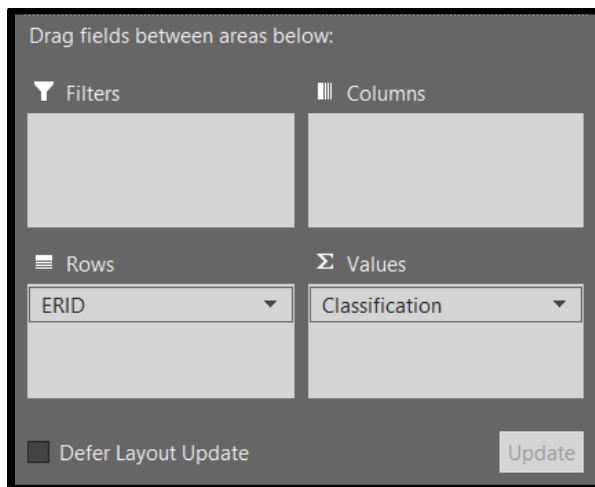 Drag fields between areas below:
Filters
Columns
Rows
Σ Values
ERID
Classification
Defer Layout Update
Update